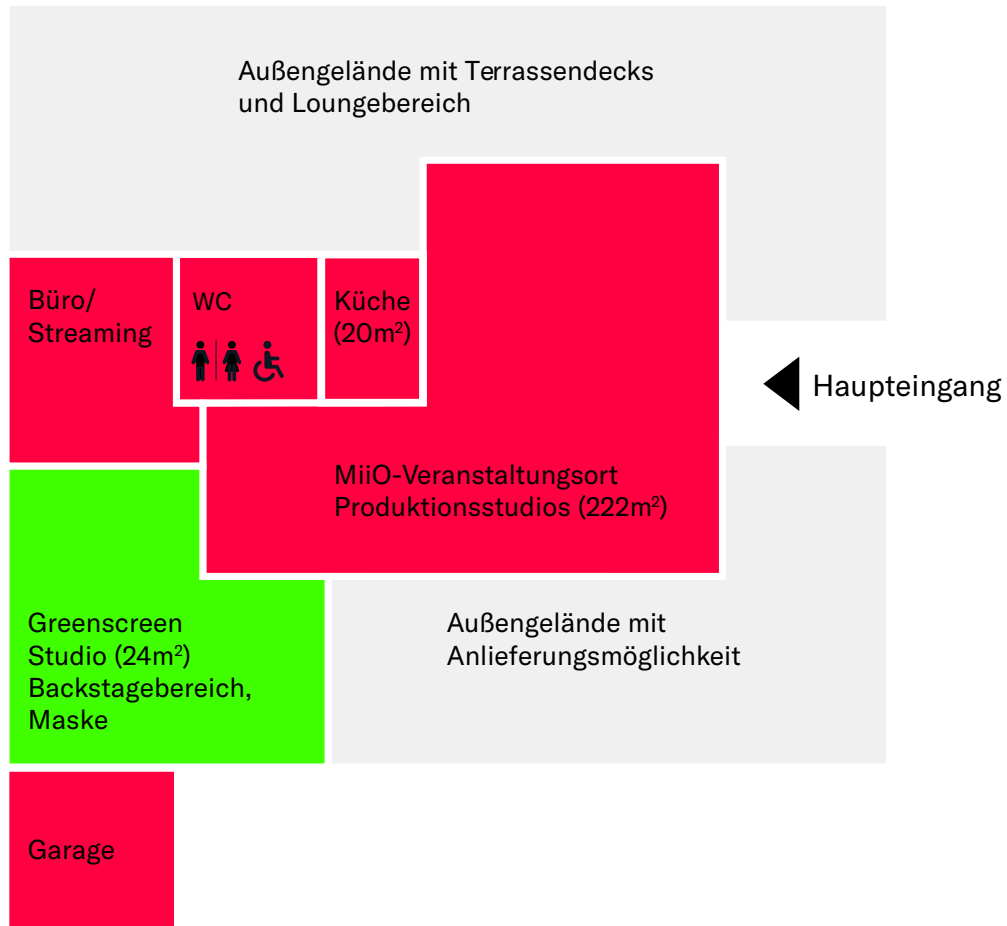 Außengelände mit Terrassendecks
und Loungebereich
Büro/
Streaming
WC
Küche
(20m²)
Haupteingang
MiiO-Veranstaltungsort
Produktionsstudios (222m²)
Greenscreen
Studio (24m²)
Backstagebereich,
Maske
Außengelände mit
Anlieferungsmöglichkeit
Garage